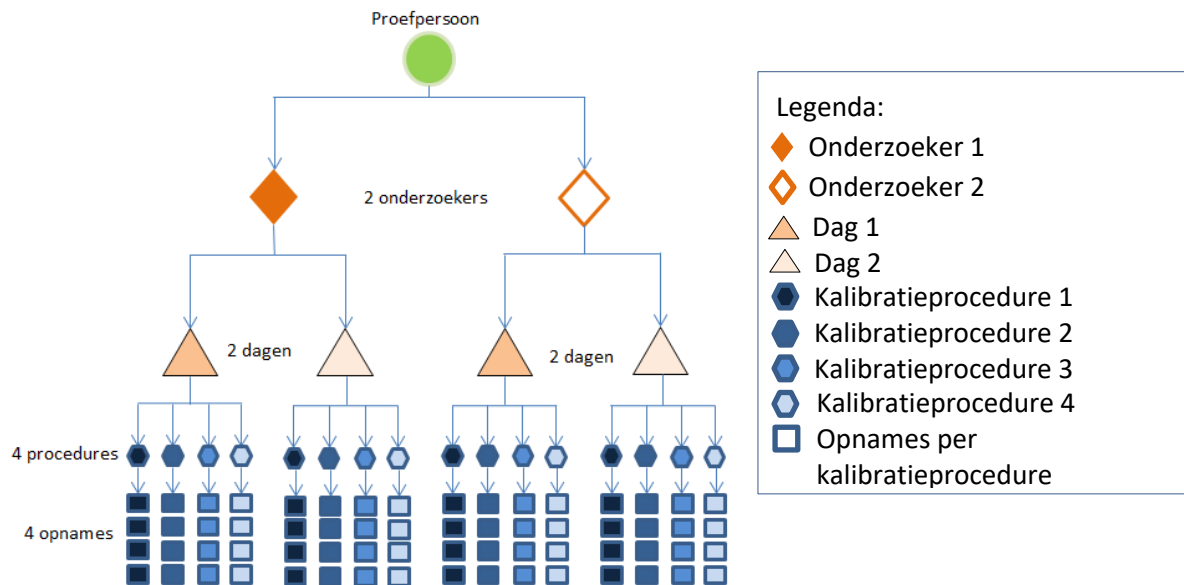 Proefpersoon
2 onderzoekers
2 dagen
2 dagen
4 procedures
4 opnames
Legenda:
Onderzoeker 1
Onderzoeker 2
Dag 1
Dag 2
Kalibratieprocedure 1
Kalibratieprocedure 2
Kalibratieprocedure 3
Kalibratieprocedure 4
Opnames per
kalibratieprocedure